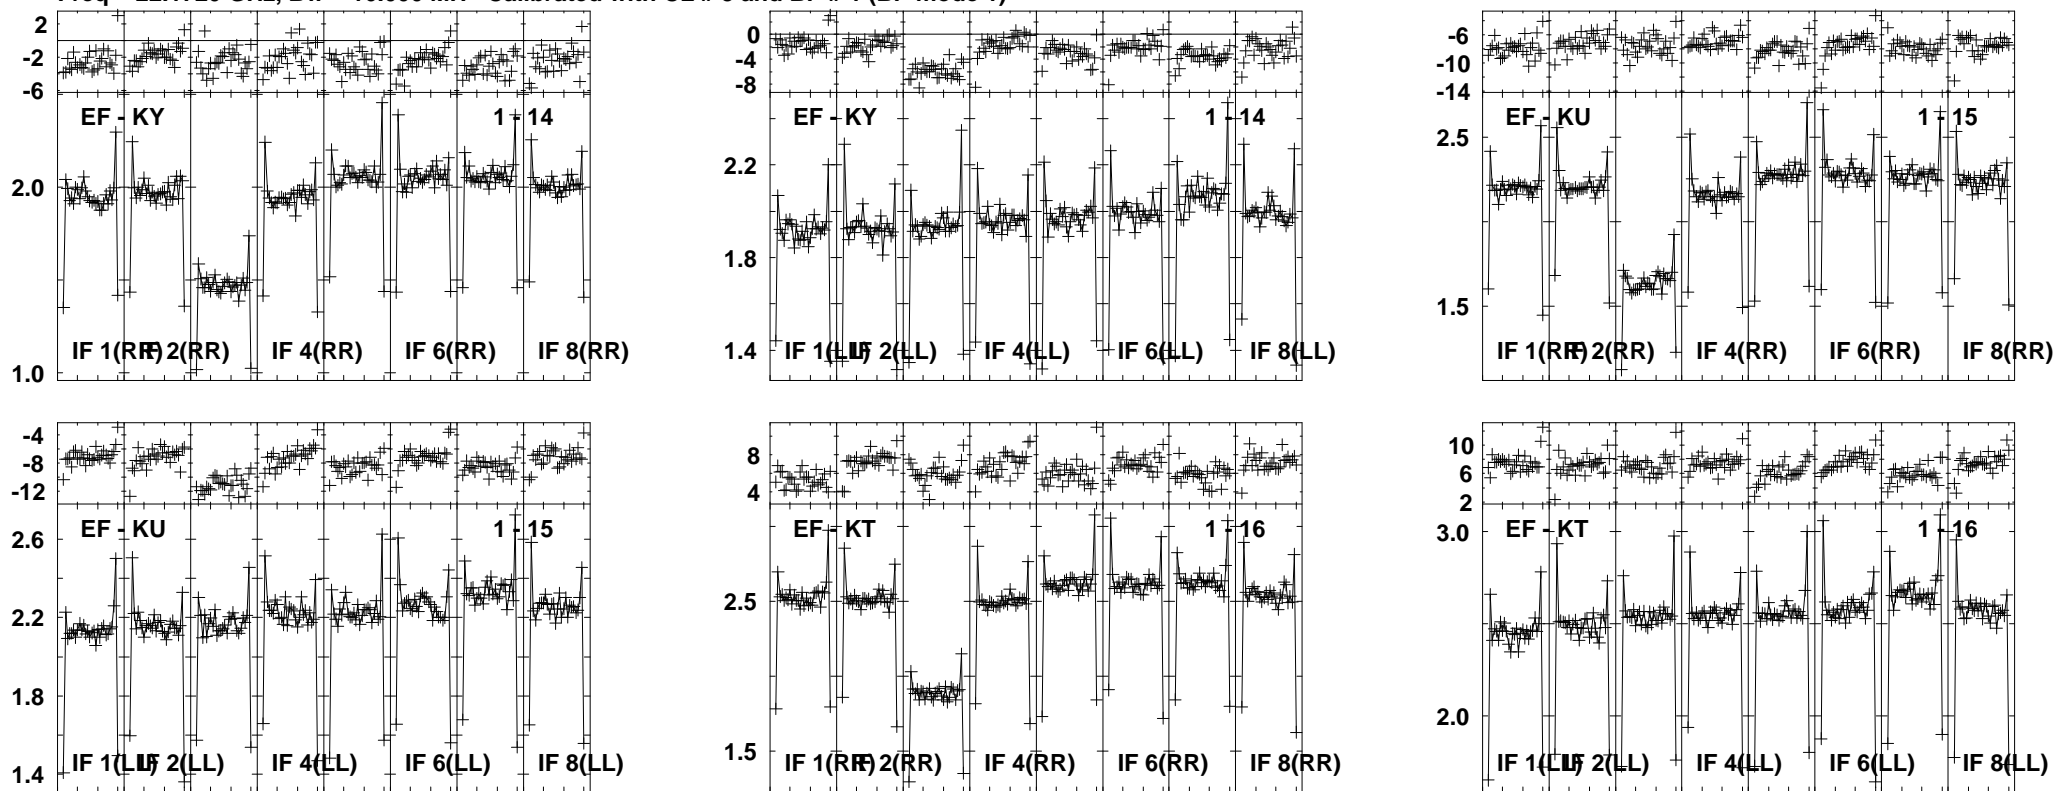 2
-2
-6
EF - KY
1 - 14
2.0
1.0
IF 1(RR)
IF 2(RR)
IF 4(RR)
IF 6(RR)
IF 8(RR)
0
-4
-8
EF - KY
1 - 14
2.2
1.8
1.4
IF 1(LL)
IF 2(LL)
IF 4(LL)
IF 6(LL)
IF 8(LL)
-6
-10
-14
EF - KU
1 - 15
2.5
1.5
IF 1(RR)
IF 2(RR)
IF 4(RR)
IF 6(RR)
IF 8(RR)
-4
-8
-12
EF - KU
1 - 15
2.6
2.2
1.8
1.4
IF 1(LL)
IF 2(LL)
IF 4(LL)
IF 6(LL)
IF 8(LL)
8
4
EF - KT
1 - 16
2.5
1.5
IF 1(RR)
IF 2(RR)
IF 4(RR)
IF 6(RR)
IF 8(RR)
10
6
2
EF - KT
1 - 16
3.0
2.0
IF 1(LL)
IF 2(LL)
IF 4(LL)
IF 6(LL)
IF 8(LL)